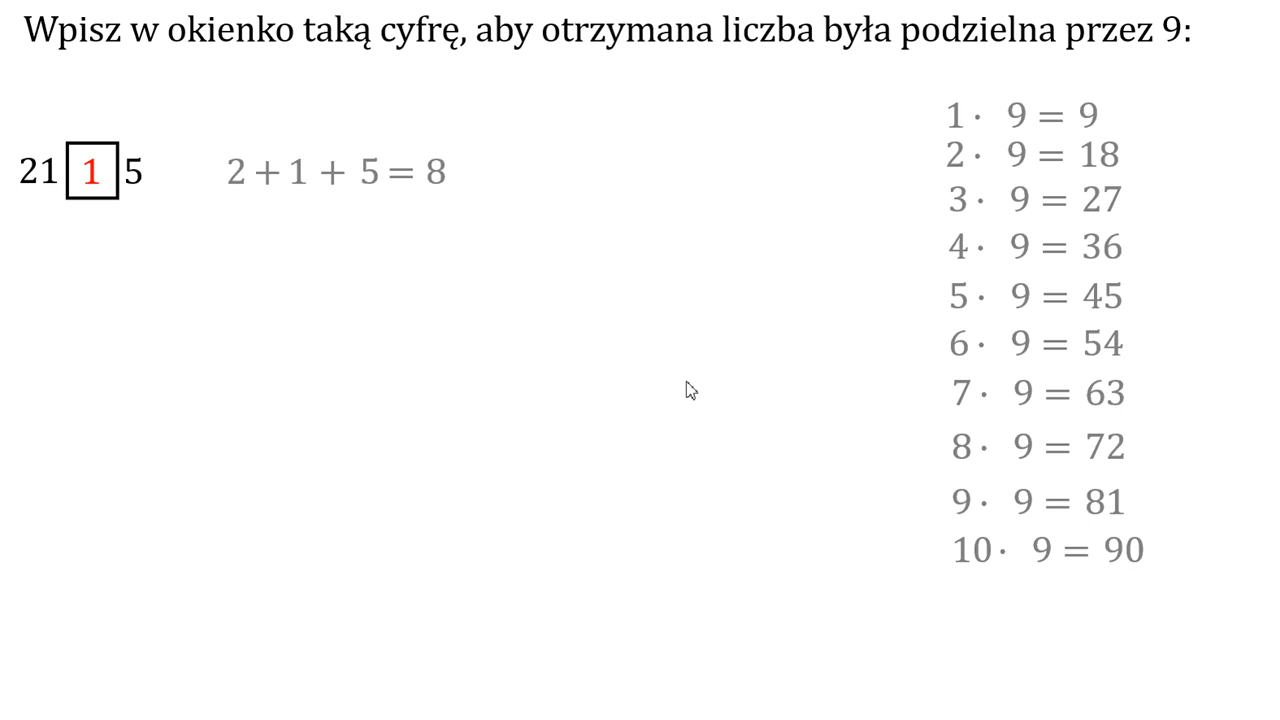 Wpisz w okienko taką cyfrę, aby otrzymana liczba była podzielna przez 9:
21 1 5 2 + 1 + 5 = 8
1 · 9 = 9
2 · 9 = 18
3 · 9 = 27
4 · 9 = 36
5 · 9 = 45
6 · 9 = 54
7 · 9 = 63
8 · 9 = 72
9 · 9 = 81
10 · 9 = 90